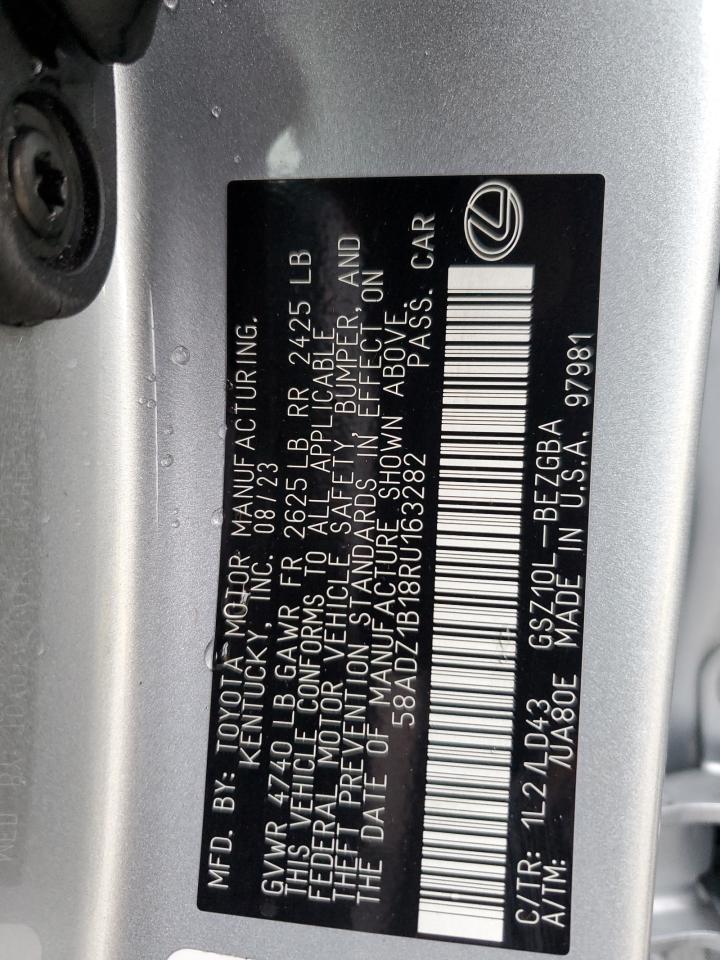 MFD. BY: TOYOTA MOTOR MANUFACTURING.
KENTUCKY, INC. 08/23
GVWR 4740 LB GAWR FR 2625 LB RR 2425 LB
THIS VEHICLE CONFORMS TO ALL APPLICABLE
FEDERAL MOTOR VEHICLE SAFETY, BUMPER, AND
THEFT PREVENTION STANDARDS IN EFFECT ON
THE DATE OF MANUFACTURE SHOWN ABOVE.
58ADZ1B18RU163282 PASS. CAR
C/TR: 1L2/LD43 GSZ10L-BEZGBA
A/TM: /UA80E MADE IN U.S.A. 97981